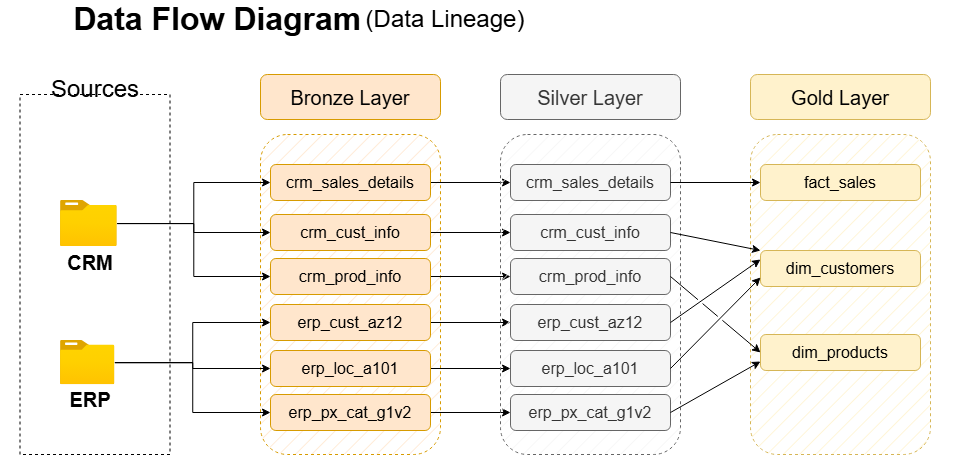 Data Flow Diagram (Data Lineage)
Sources
Bronze Layer
Silver Layer
Gold Layer
CRM
ERP
crm_sales_details
crm_cust_info
crm_prod_info
erp_cust_az12
erp_loc_a101
erp_px_cat_g1v2
crm_sales_details
crm_cust_info
crm_prod_info
erp_cust_az12
erp_loc_a101
erp_px_cat_g1v2
fact_sales
dim_customers
dim_products